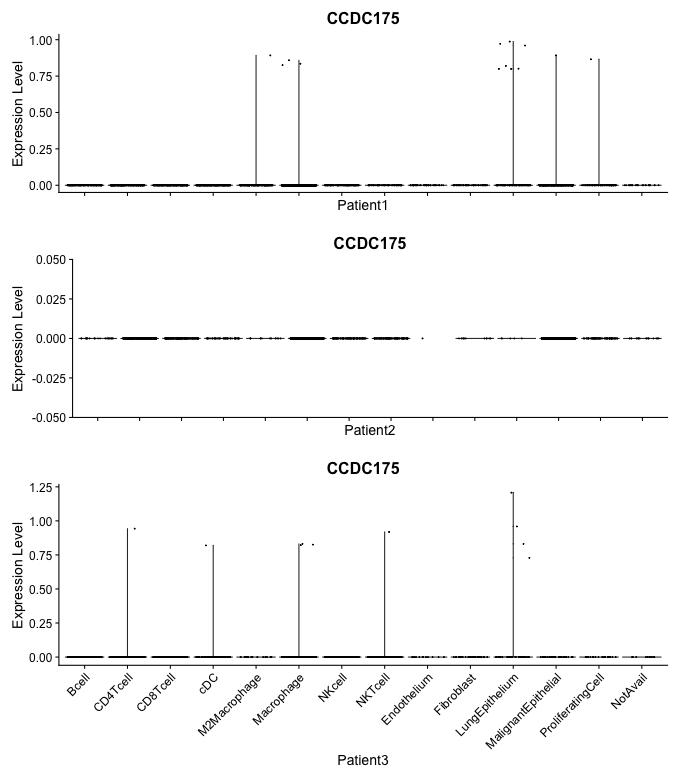 CCDC175
Expression Level
1.00
0.75
0.50
0.25
0.00
Patient1
CCDC175
Expression Level
0.050
0.025
0.000
-0.025
-0.050
Patient2
CCDC175
Expression Level
1.25
1.00
0.75
0.50
0.25
0.00
Bcell
CD4Tcell
CD8Tcell
cDC
M2Macrophage
Macrophage
NKcell
NKTcell
Endothelium
Fibroblast
LungEpithelium
MalignantEpithelial
ProliferatingCell
NotAvail
Patient3